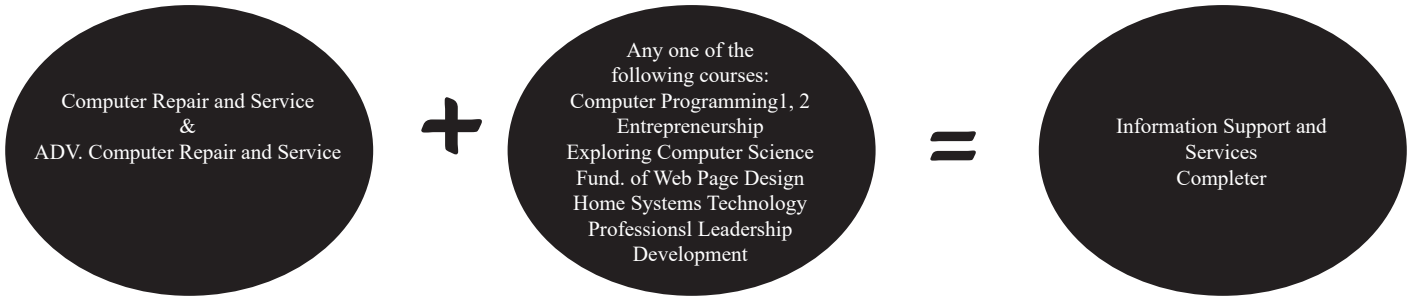 Computer Repair and Service
&
ADV. Computer Repair and Service
+
Any one of the
following courses:
Computer Programming1, 2
Entrepreneurship
Exploring Computer Science
Fund. of Web Page Design
Home Systems Technology
Professionsl Leadership
Development
=
Information Support and
Services
Completer